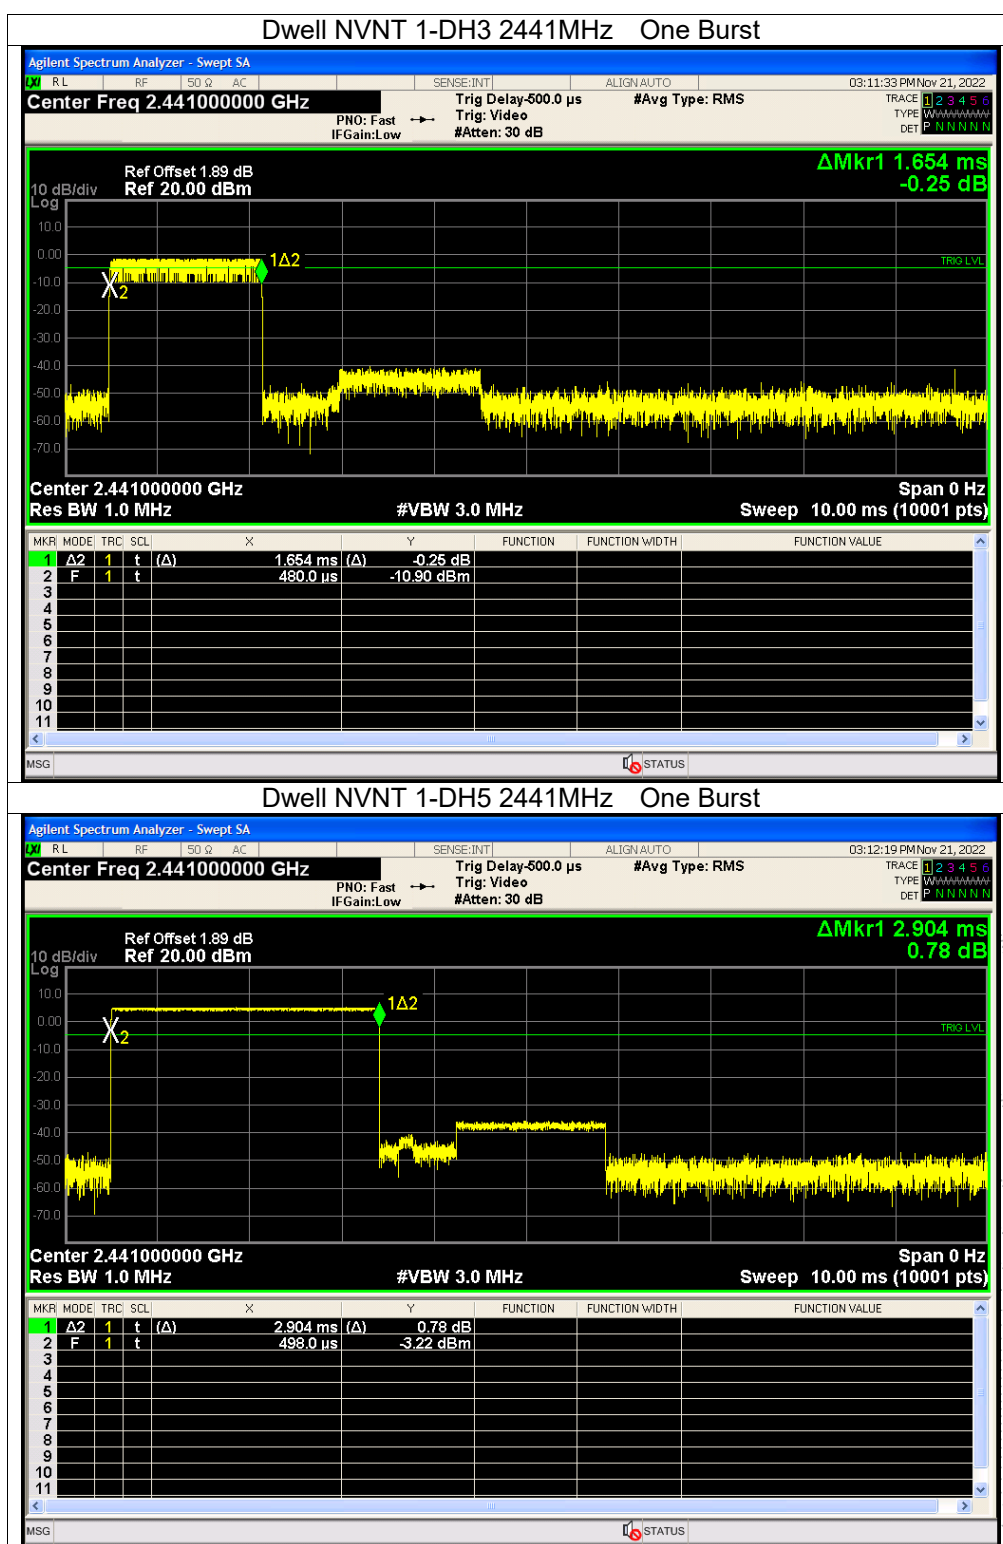 Dwell NVNT 1-DH3 2441MHz One Burst
Agilent Spectrum Analyzer - Swept SA
LXI RL RF 50 Ω AC SENSE:INT ALIGN AUTO 03:11:33 PM Nov 21, 2022
Center Freq 2.441000000 GHz Trig Delay-500.0 µs #Avg Type: RMS TRACE 1 2 3 4 5 6
PNO: Fast Trig: Video TYPE WWWWWW
IFGain:Low #Atten: 30 dB DET P N N N N N
ΔMkr1 1.654 ms
-0.25 dB
Ref Offset 1.89 dB
10 dB/div Ref 20.00 dBm
Log
10.0
0.00
-10.0
-20.0
-30.0
-40.0
-50.0
-60.0
-70.0
1Δ2
2
TRIG LVL
Center 2.441000000 GHz Span 0 Hz
Res BW 1.0 MHz #VBW 3.0 MHz Sweep 10.00 ms (10001 pts)
MKR MODE TRC SCL X Y FUNCTION FUNCTION WIDTH FUNCTION VALUE
1 Δ2 1 t (Δ) 1.654 ms (Δ) -0.25 dB
2 F 1 t 480.0 µs -10.90 dBm
3
4
5
6
7
8
9
10
11
MSG STATUS
Dwell NVNT 1-DH5 2441MHz One Burst
Agilent Spectrum Analyzer - Swept SA
LXI RL RF 50 Ω AC SENSE:INT ALIGN AUTO 03:12:19 PM Nov 21, 2022
Center Freq 2.441000000 GHz Trig Delay-500.0 µs #Avg Type: RMS TRACE 1 2 3 4 5 6
PNO: Fast Trig: Video TYPE WWWWWW
IFGain:Low #Atten: 30 dB DET P N N N N N
ΔMkr1 2.904 ms
0.78 dB
Ref Offset 1.89 dB
10 dB/div Ref 20.00 dBm
Log
10.0
0.00
-10.0
-20.0
-30.0
-40.0
-50.0
-60.0
-70.0
1Δ2
2
TRIG LVL
Center 2.441000000 GHz Span 0 Hz
Res BW 1.0 MHz #VBW 3.0 MHz Sweep 10.00 ms (10001 pts)
MKR MODE TRC SCL X Y FUNCTION FUNCTION WIDTH FUNCTION VALUE
1 Δ2 1 t (Δ) 2.904 ms (Δ) 0.78 dB
2 F 1 t 498.0 µs -3.22 dBm
3
4
5
6
7
8
9
10
11
MSG STATUS